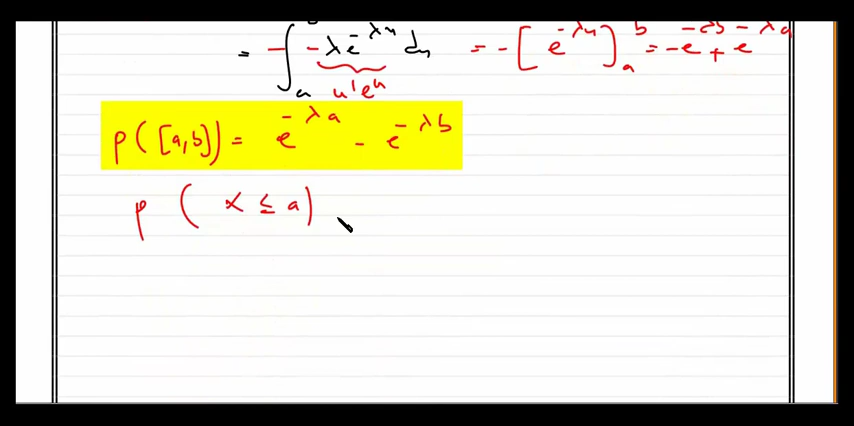 = -∫ₐ -λe^{-λx} dx = -[e^{-λx}]ₐᵇ = -e^{-λb} + e^{-λa}
u'eᵘ
P([a,b]) = e^{-λa} - e^{-λb}
P(X ≤ a)